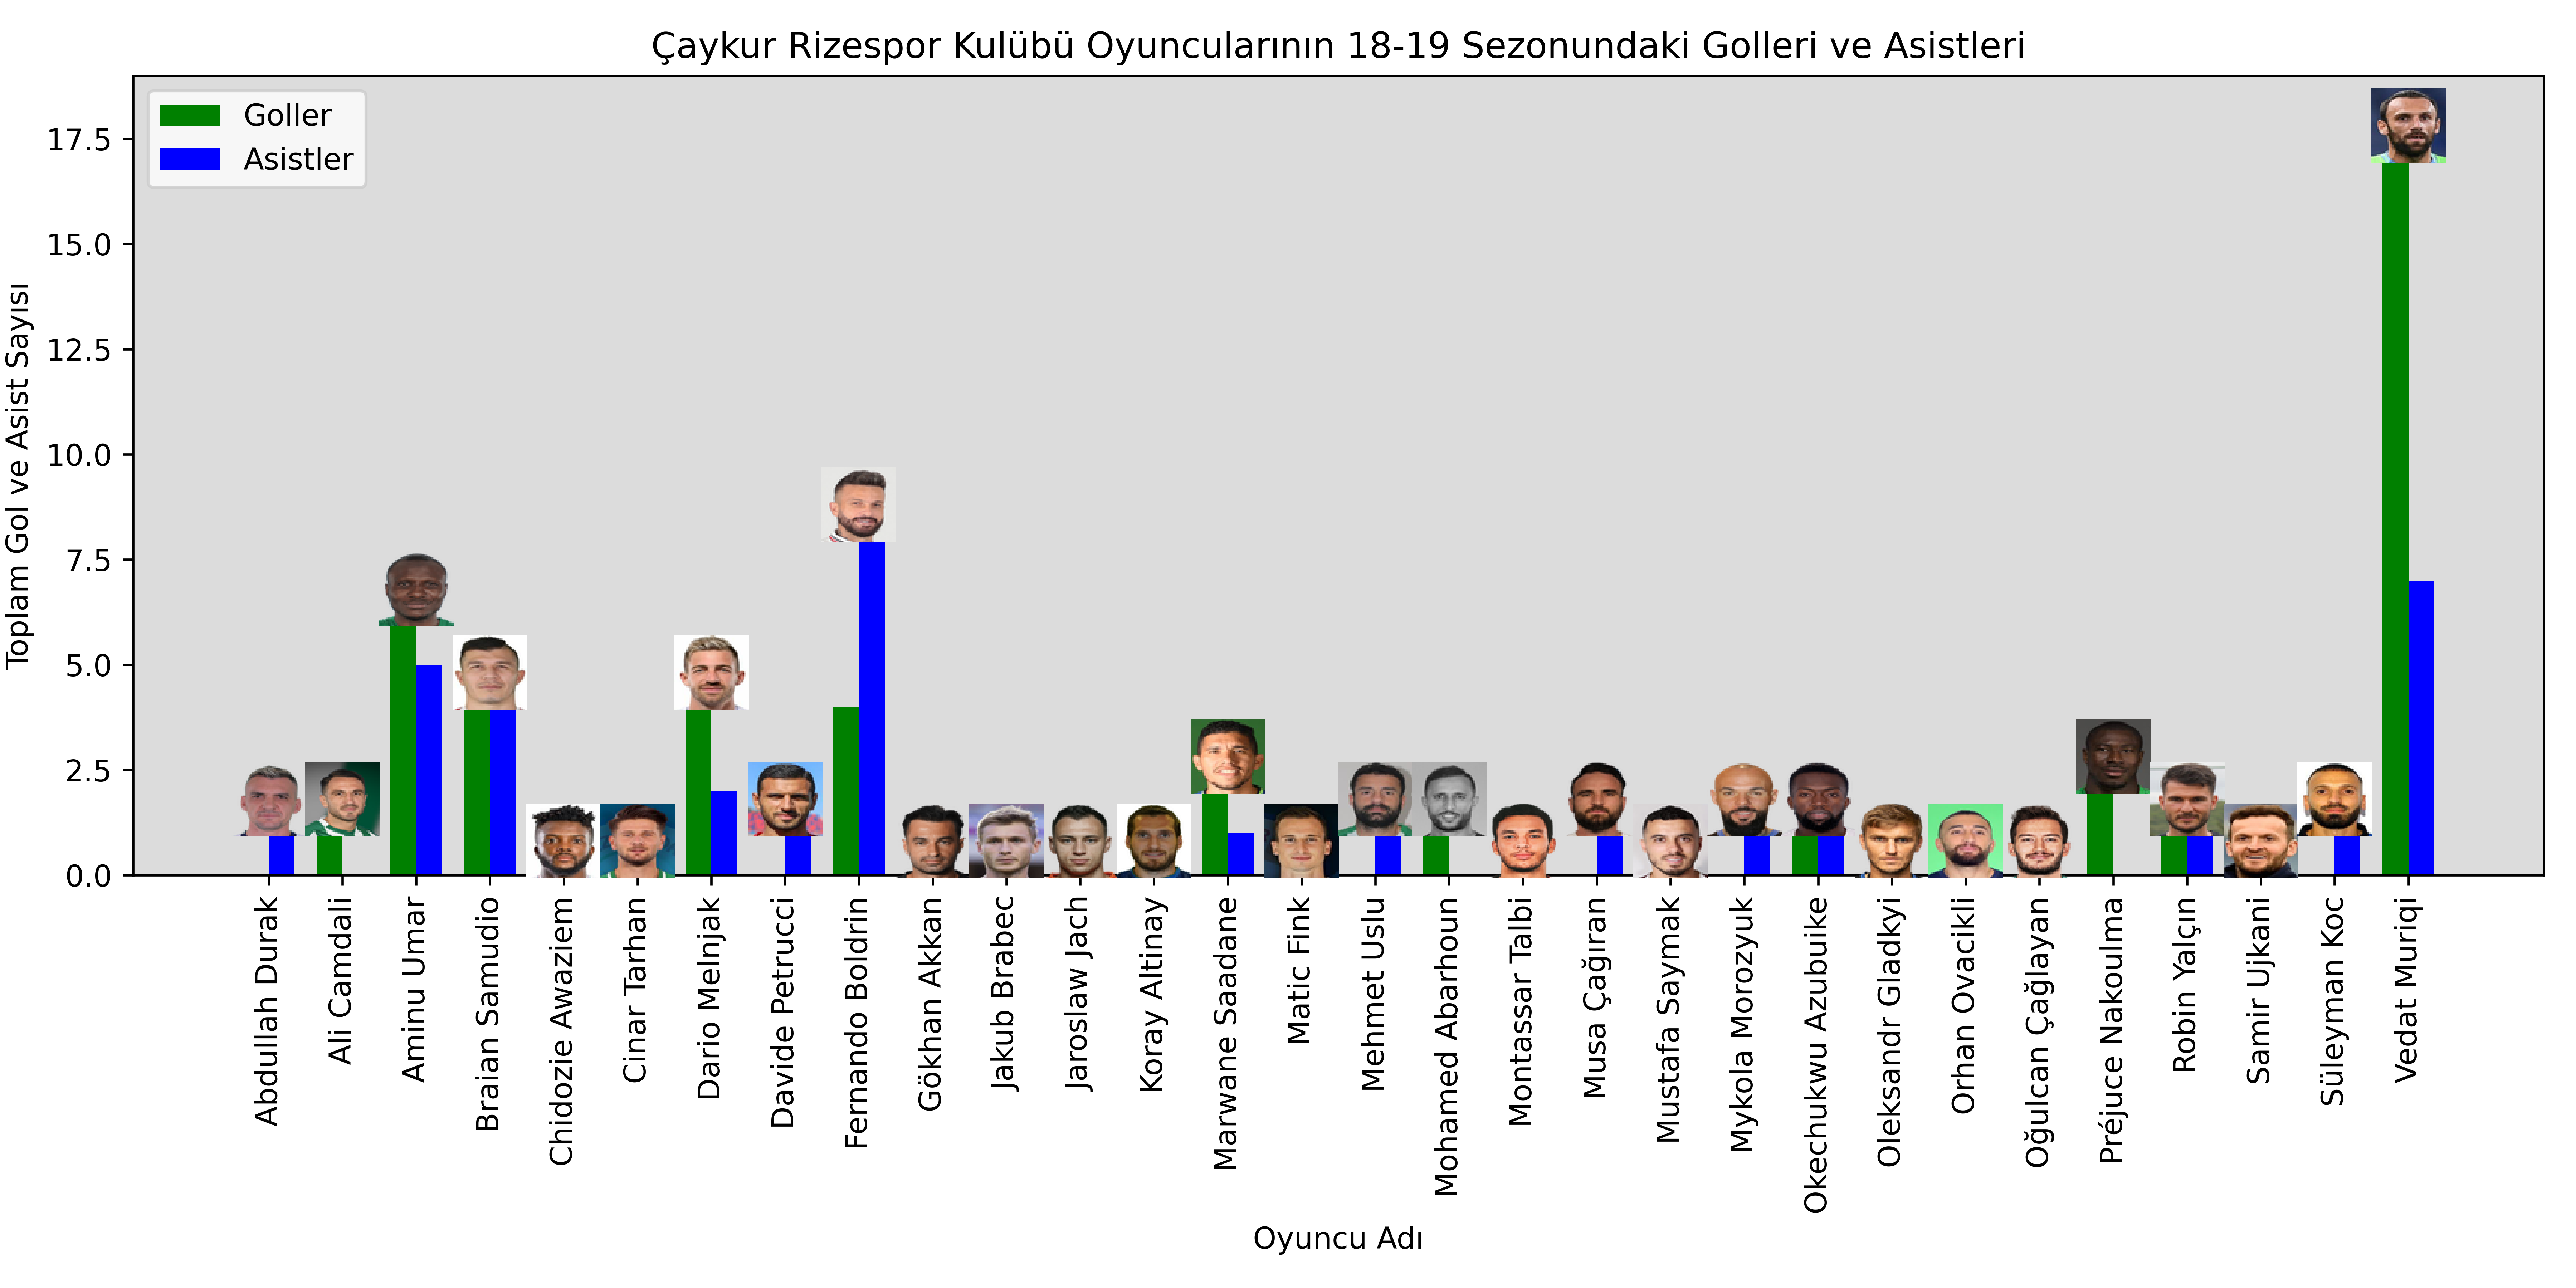 Çaykur Rizespor Kulübü Oyuncularının 18-19 Sezonundaki Golleri ve Asistleri
Goller
Asistler
Toplam Gol ve Asist Sayısı
17.5
15.0
12.5
10.0
7.5
5.0
2.5
0.0
Abdullah Durak
Ali Camdali
Aminu Umar
Braian Samudio
Chidozie Awaziem
Cinar Tarhan
Dario Melnjak
Davide Petrucci
Fernando Boldrin
Gökhan Akkan
Jakub Brabec
Jaroslaw Jach
Koray Altinay
Marwane Saadane
Matic Fink
Mehmet Uslu
Mohamed Abarhoun
Montassar Talbi
Musa Çağıran
Mustafa Saymak
Mykola Morozyuk
Okechukwu Azubuike
Oleksandr Gladkyi
Orhan Ovacikli
Oğulcan Çağlayan
Préjuce Nakoulma
Robin Yalçın
Samir Ujkani
Süleyman Koc
Vedat Muriqi
Oyuncu Adı